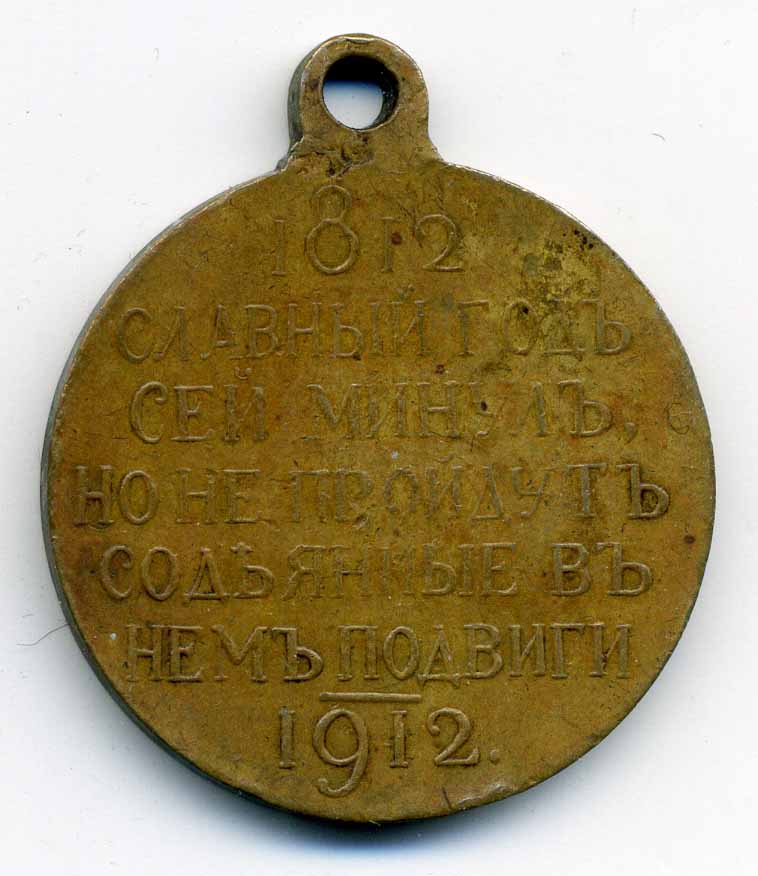 1812
СЛАВНЫЙ ГОДЪ
СЕЙ МИНУЛЪ,
НО НЕ ПРОЙДУТЪ
СОДѢЯННЫЕ ВЪ
НЕМЪ ПОДВИГИ
1912.